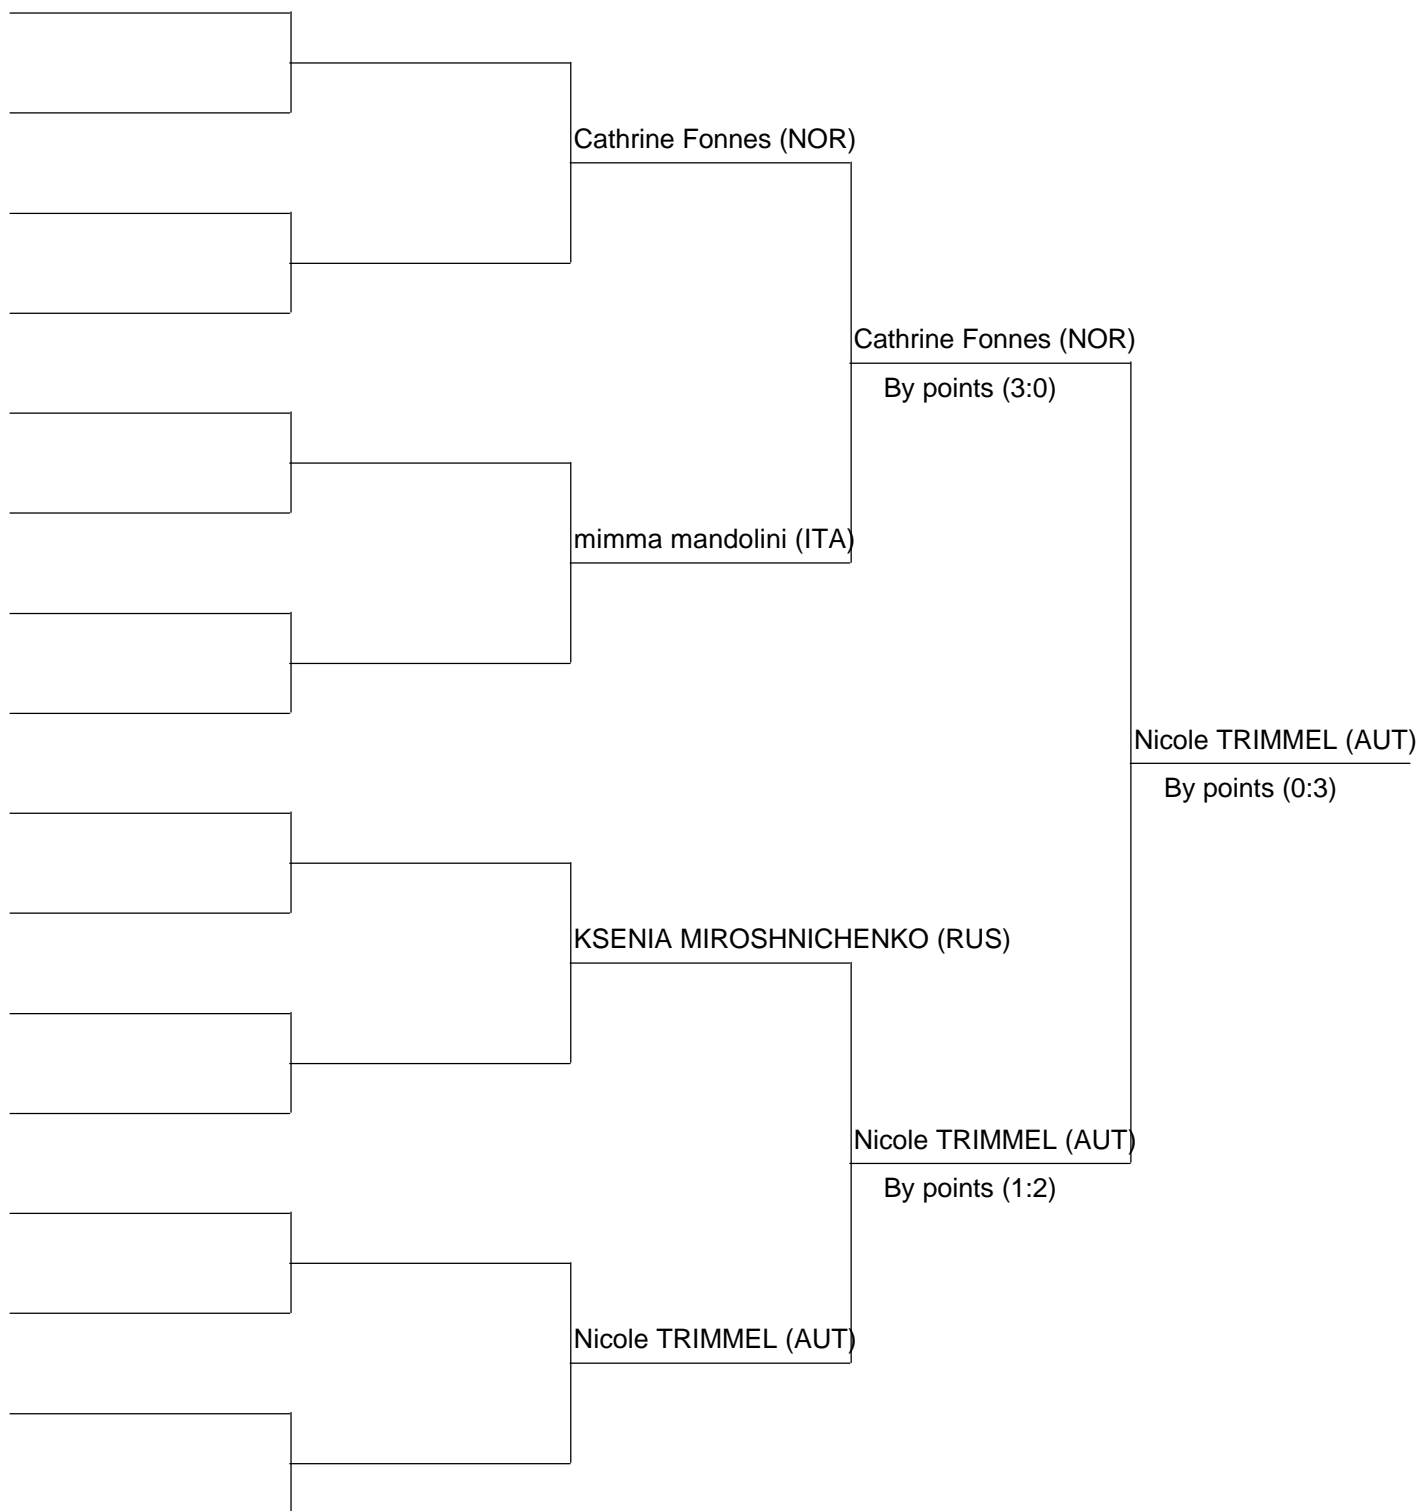 Cathrine Fonnes (NOR)
Cathrine Fonnes (NOR)
By points (3:0)
mimma mandolini (ITA)
Nicole TRIMMEL (AUT)
By points (0:3)
KSENIA MIROSHNICHENKO (RUS)
Nicole TRIMMEL (AUT)
By points (1:2)
Nicole TRIMMEL (AUT)